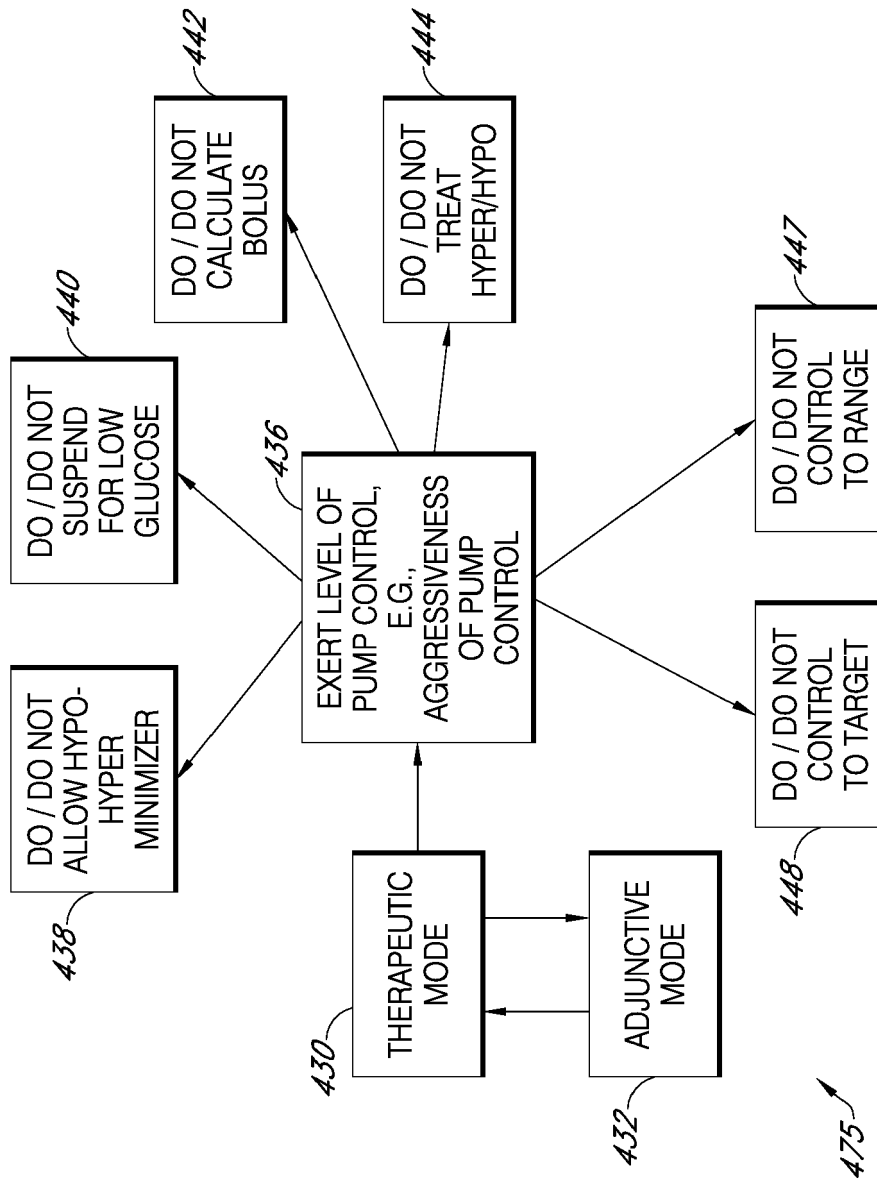 438
DO / DO NOT
ALLOW HYPO-
HYPER
MINIMIZER
440
DO / DO NOT
SUSPEND
FOR LOW
GLUCOSE
442
DO / DO NOT
CALCULATE
BOLUS
430
THERAPEUTIC
MODE
436
EXERT LEVEL OF
PUMP CONTROL,
E.G.,
AGGRESSIVENESS
OF PUMP
CONTROL
444
DO / DO NOT
TREAT
HYPER/HYPO
432
ADJUNCTIVE
MODE
448
DO / DO NOT
CONTROL
TO TARGET
447
DO / DO NOT
CONTROL
TO RANGE
475